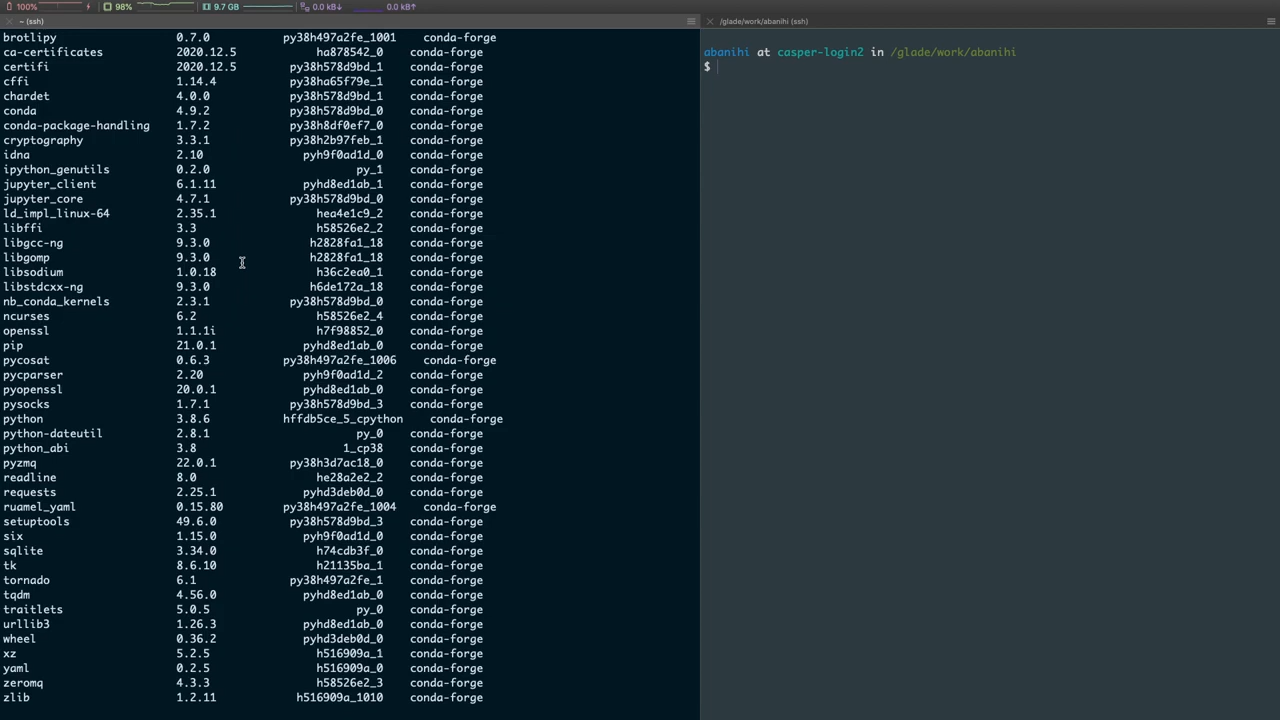 100% 98% 9.7 GB 0.0 kB↓ 0.0 kB↑
~ (ssh)
brotlipy 0.7.0 py38h497a2fe_1001 conda-forge
ca-certificates 2020.12.5 ha878542_0 conda-forge
certifi 2020.12.5 py38h578d9bd_1 conda-forge
cffi 1.14.4 py38ha65f79e_1 conda-forge
chardet 4.0.0 py38h578d9bd_1 conda-forge
conda 4.9.2 py38h578d9bd_0 conda-forge
conda-package-handling 1.7.2 py38h8df0ef7_0 conda-forge
cryptography 3.3.1 py38h2b97feb_1 conda-forge
idna 2.10 pyh9f0ad1d_0 conda-forge
ipython_genutils 0.2.0 py_1 conda-forge
jupyter_client 6.1.11 pyhd8ed1ab_1 conda-forge
jupyter_core 4.7.1 py38h578d9bd_0 conda-forge
ld_impl_linux-64 2.35.1 hea4e1c9_2 conda-forge
libffi 3.3 h58526e2_2 conda-forge
libgcc-ng 9.3.0 h2828fa1_18 conda-forge
libgomp 9.3.0 h2828fa1_18 conda-forge
libsodium 1.0.18 h36c2ea0_1 conda-forge
libstdcxx-ng 9.3.0 h6de172a_18 conda-forge
nb_conda_kernels 2.3.1 py38h578d9bd_0 conda-forge
ncurses 6.2 h58526e2_4 conda-forge
openssl 1.1.1i h7f98852_0 conda-forge
pip 21.0.1 pyhd8ed1ab_0 conda-forge
pycosat 0.6.3 py38h497a2fe_1006 conda-forge
pycparser 2.20 pyh9f0ad1d_2 conda-forge
pyopenssl 20.0.1 pyhd8ed1ab_0 conda-forge
pysocks 1.7.1 py38h578d9bd_3 conda-forge
python 3.8.6 hffdb5ce_5_cpython conda-forge
python-dateutil 2.8.1 py_0 conda-forge
python_abi 3.8 1_cp38 conda-forge
pyzmq 22.0.1 py38h3d7ac18_0 conda-forge
readline 8.0 he28a2e2_2 conda-forge
requests 2.25.1 pyhd3deb0d_0 conda-forge
ruamel_yaml 0.15.80 py38h497a2fe_1004 conda-forge
setuptools 49.6.0 py38h578d9bd_3 conda-forge
six 1.15.0 pyh9f0ad1d_0 conda-forge
sqlite 3.34.0 h74cdb3f_0 conda-forge
tk 8.6.10 h21135ba_1 conda-forge
tornado 6.1 py38h497a2fe_1 conda-forge
tqdm 4.56.0 pyhd8ed1ab_0 conda-forge
traitlets 5.0.5 py_0 conda-forge
urllib3 1.26.3 pyhd8ed1ab_0 conda-forge
wheel 0.36.2 pyhd3deb0d_0 conda-forge
xz 5.2.5 h516909a_1 conda-forge
yaml 0.2.5 h516909a_0 conda-forge
zeromq 4.3.3 h58526e2_3 conda-forge
zlib 1.2.11 h516909a_1010 conda-forge
/glade/work/abanihi (ssh)
abanihi at casper-login2 in /glade/work/abanihi
$